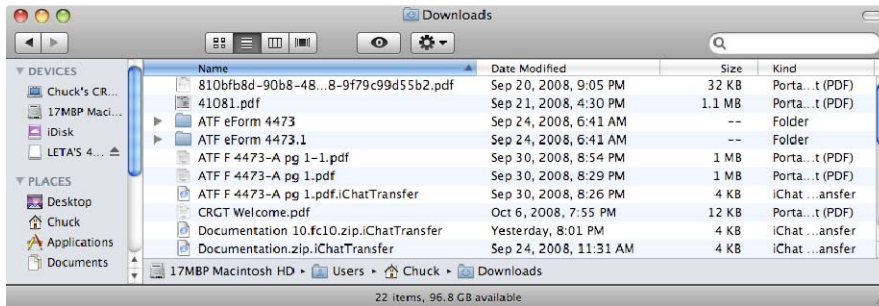 Downloads
Name Date Modified Size Kind
DEVICES
Chuck's CR...
17MBP Maci...
iDisk
LETA'S 4...
PLACES
Desktop
Chuck
Applications
Documents
810bfb8d-90b8-48...8-9f79c99d55b2.pdf Sep 20, 2008, 9:05 PM 32 KB Porta...t (PDF)
41081.pdf Sep 21, 2008, 4:30 PM 1.1 MB Porta...t (PDF)
ATF eForm 4473 Sep 24, 2008, 6:41 AM -- Folder
ATF eForm 4473.1 Sep 24, 2008, 6:41 AM -- Folder
ATF F 4473-A pg 1-1.pdf Sep 30, 2008, 8:54 PM 1 MB Porta...t (PDF)
ATF F 4473-A pg 1.pdf Sep 30, 2008, 8:29 PM 1 MB Porta...t (PDF)
ATF F 4473-A pg 1.pdf.iChatTransfer Sep 30, 2008, 8:26 PM 4 KB iChat ...ansfer
CRGT Welcome.pdf Oct 6, 2008, 7:55 PM 12 KB Porta...t (PDF)
Documentation 10.fc10.zip.iChatTransfer Yesterday, 8:01 PM 4 KB iChat ...ansfer
Documentation.zip.iChatTransfer Sep 24, 2008, 11:31 AM 4 KB iChat ...ansfer
17MBP Macintosh HD ▸ Users ▸ Chuck ▸ Downloads
22 items, 96.8 GB available